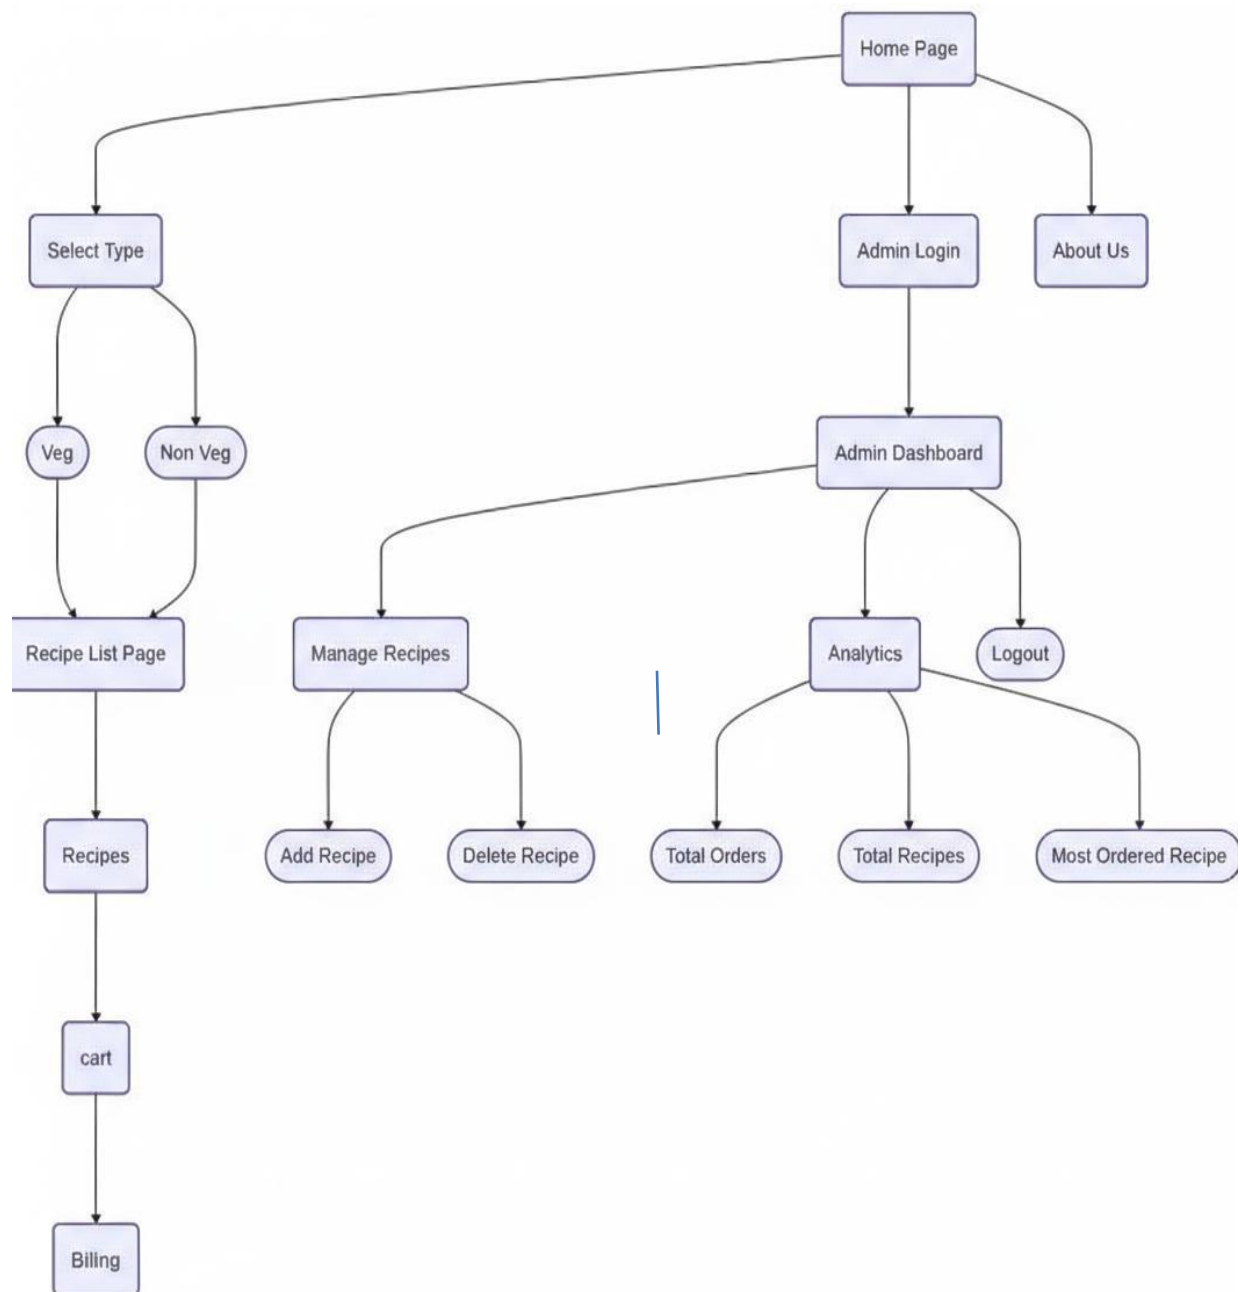 Home Page
Select Type
Admin Login
About Us
Veg
Non Veg
Admin Dashboard
Recipe List Page
Manage Recipes
Analytics
Logout
Recipes
Add Recipe
Delete Recipe
Total Orders
Total Recipes
Most Ordered Recipe
cart
Biling